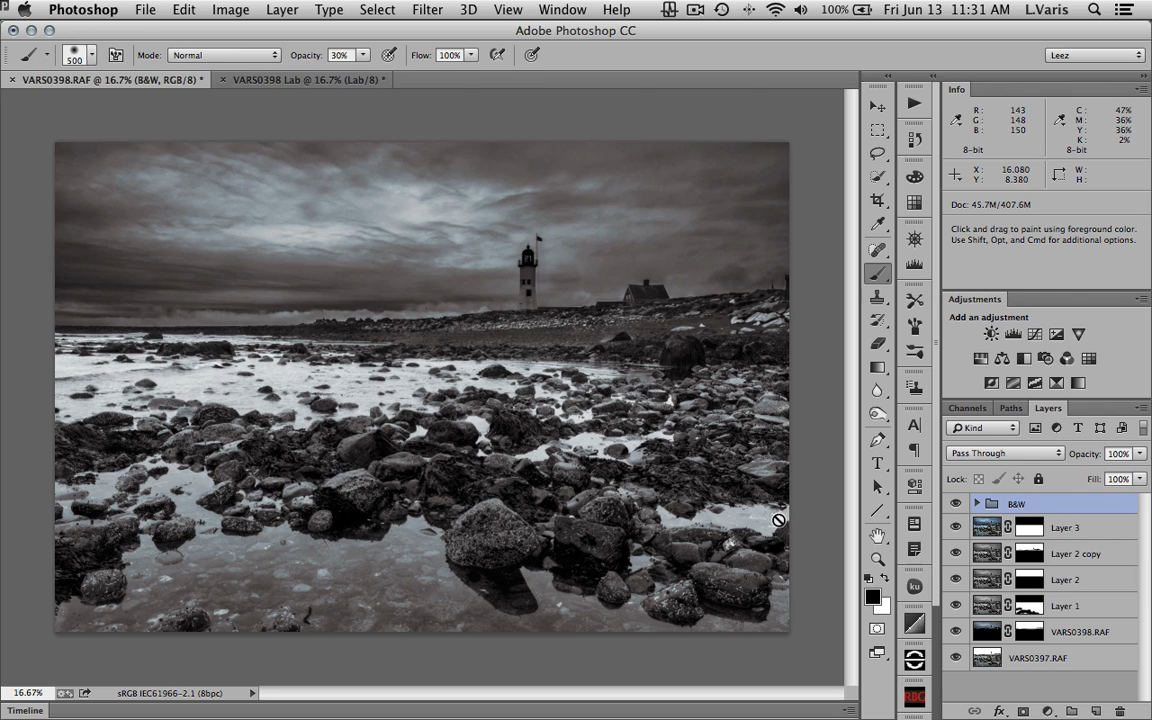 Photoshop File Edit Image Layer Type Select Filter 3D View Window Help 100% Fri Jun 13 11:31 AM L.Varis
Adobe Photoshop CC
500 Mode: Normal Opacity: 30% Flow: 100% Leez
× VARS0398.RAF @ 16.7% (B&W, RGB/8) * × VARS0398 Lab @ 16.7% (Lab/8) *
Info
R: 143 C: 47%
G: 148 M: 36%
B: 150 Y: 36%
K: 2%
8-bit 8-bit
X: 16.080 W:
Y: 8.380 H:
Doc: 45.7M/407.6M
Click and drag to paint using foreground color.
Use Shift, Opt, and Cmd for additional options.
Adjustments
Add an adjustment
Channels Paths Layers
Kind
Pass Through Opacity: 100%
Lock: Fill: 100%
B&W
Layer 3
Layer 2 copy
Layer 2
Layer 1
VARS0398.RAF
VARS0397.RAF
A
T
ku
RBG
16.67% sRGB IEC61966-2.1 (8bpc)
Timeline
fx